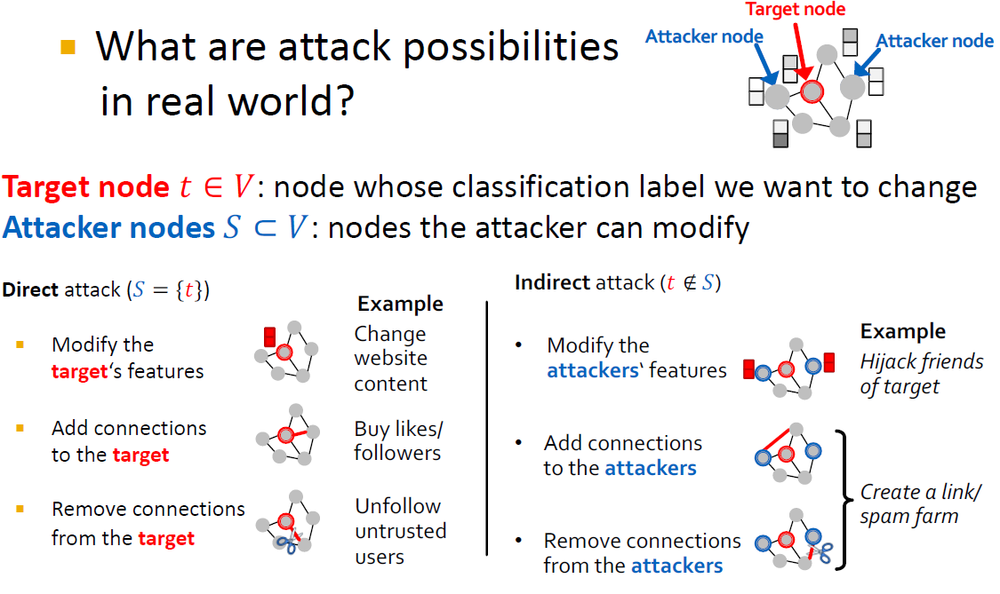 What are attack possibilities
in real world?
Target node
Attacker node
Attacker node
Target node t ∈ V: node whose classification label we want to change
Attacker nodes S ⊂ V: nodes the attacker can modify
Direct attack (S = {t})
Example
Modify the
target‘s features
Change
website
content
Add connections
to the target
Buy likes/
followers
Remove connections
from the target
Unfollow
untrusted
users
Indirect attack (t ∉ S)
Example
Modify the
attackers‘ features
Hijack friends
of target
Add connections
to the attackers
Remove connections
from the attackers
Create a link/
spam farm